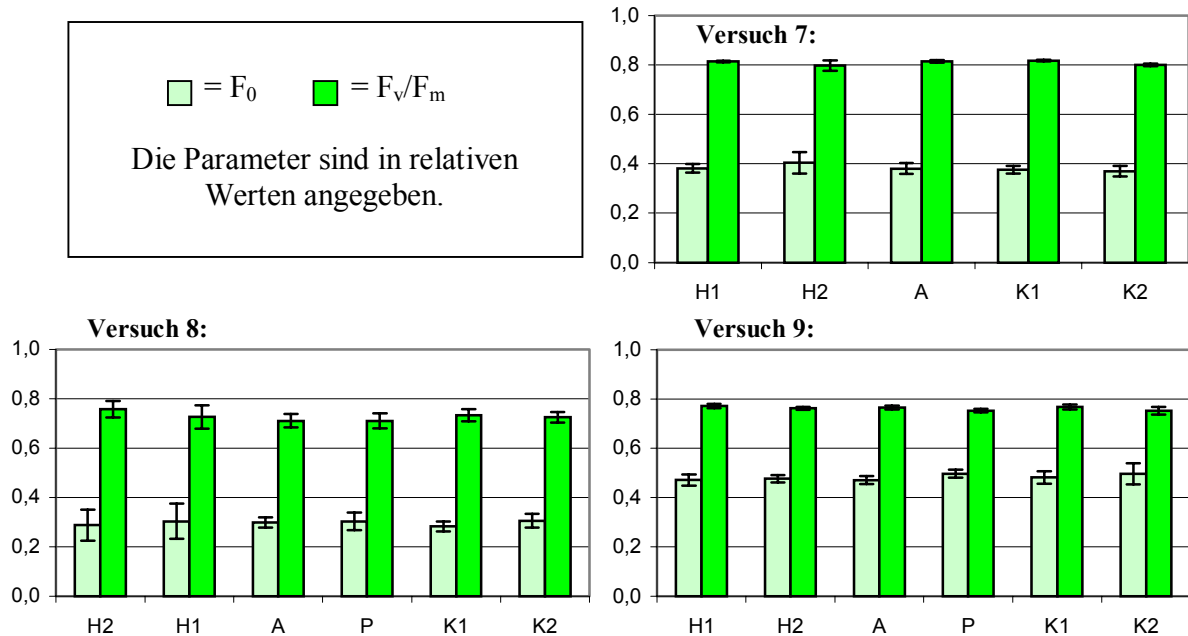 = F₀ = Fᵥ/Fₘ
Die Parameter sind in relativen
Werten angegeben.
Versuch 7:
1,0
0,8
0,6
0,4
0,2
0,0
H1 H2 A K1 K2
Versuch 8:
1,0
0,8
0,6
0,4
0,2
0,0
H2 H1 A P K1 K2
Versuch 9:
1,0
0,8
0,6
0,4
0,2
0,0
H1 H2 A P K1 K2